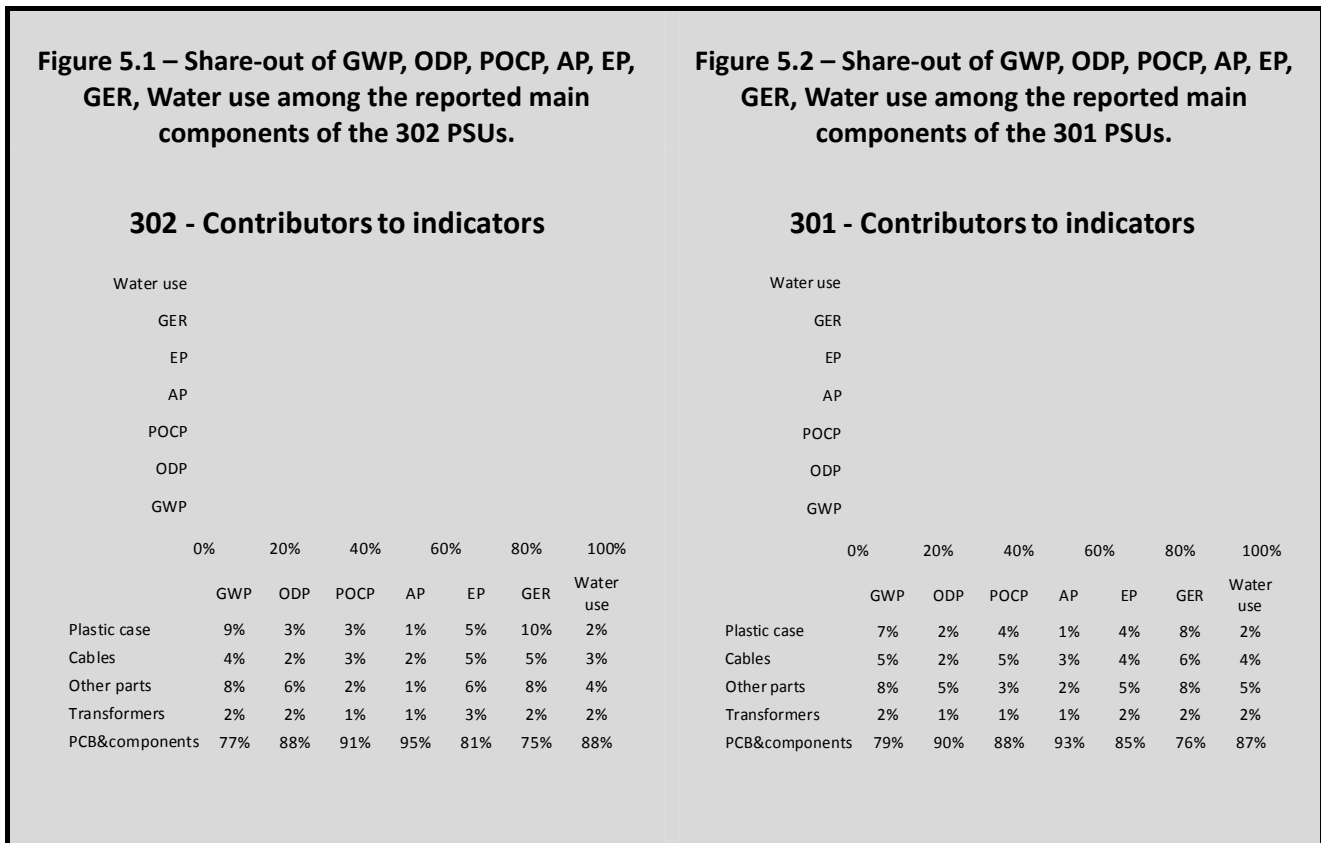 Figure 5.1 – Share-out of GWP, ODP, POCP, AP, EP,
GER, Water use among the reported main
components of the 302 PSUs.
302 - Contributors to indicators
Water use
GER
EP
AP
POCP
ODP
GWP
0% 20% 40% 60% 80% 100%
GWP ODP POCP AP EP GER Water
use
Plastic case 9% 3% 3% 1% 5% 10% 2%
Cables 4% 2% 3% 2% 5% 5% 3%
Other parts 8% 6% 2% 1% 6% 8% 4%
Transformers 2% 2% 1% 1% 3% 2% 2%
PCB&components 77% 88% 91% 95% 81% 75% 88%
Figure 5.2 – Share-out of GWP, ODP, POCP, AP, EP,
GER, Water use among the reported main
components of the 301 PSUs.
301 - Contributors to indicators
Water use
GER
EP
AP
POCP
ODP
GWP
0% 20% 40% 60% 80% 100%
GWP ODP POCP AP EP GER Water
use
Plastic case 7% 2% 4% 1% 4% 8% 2%
Cables 5% 2% 5% 3% 4% 6% 4%
Other parts 8% 5% 3% 2% 5% 8% 5%
Transformers 2% 1% 1% 1% 2% 2% 2%
PCB&components 79% 90% 88% 93% 85% 76% 87%